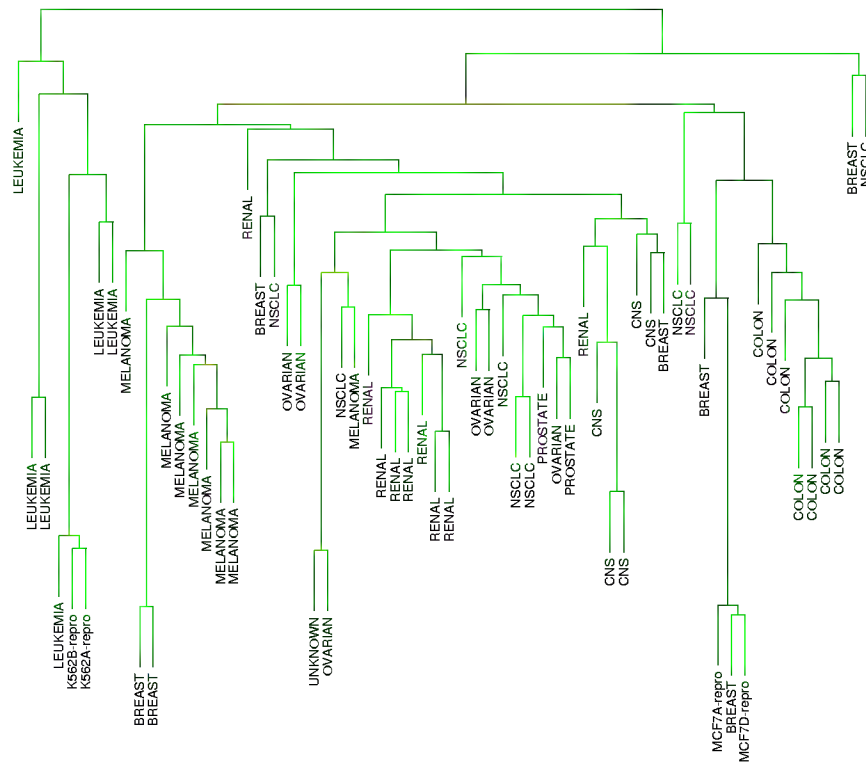 LEUKEMIA
LEUKEMIA
LEUKEMIA
LEUKEMIA
K562B-repro
K562A-repro
LEUKEMIA
LEUKEMIA
MELANOMA
BREAST
BREAST
MELANOMA
MELANOMA
MELANOMA
MELANOMA
MELANOMA
MELANOMA
RENAL
BREAST
NSCLC
OVARIAN
OVARIAN
UNKNOWN
OVARIAN
NSCLC
MELANOMA
RENAL
RENAL
RENAL
RENAL
RENAL
RENAL
RENAL
NSCLC
OVARIAN
OVARIAN
NSCLC
NSCLC
NSCLC
PROSTATE
OVARIAN
PROSTATE
RENAL
CNS
CNS
CNS
CNS
CNS
BREAST
NSCLC
NSCLC
BREAST
MCF7A-repro
BREAST
MCF7D-repro
COLON
COLON
COLON
COLON
COLON
COLON
COLON
BREAST
NSCLC